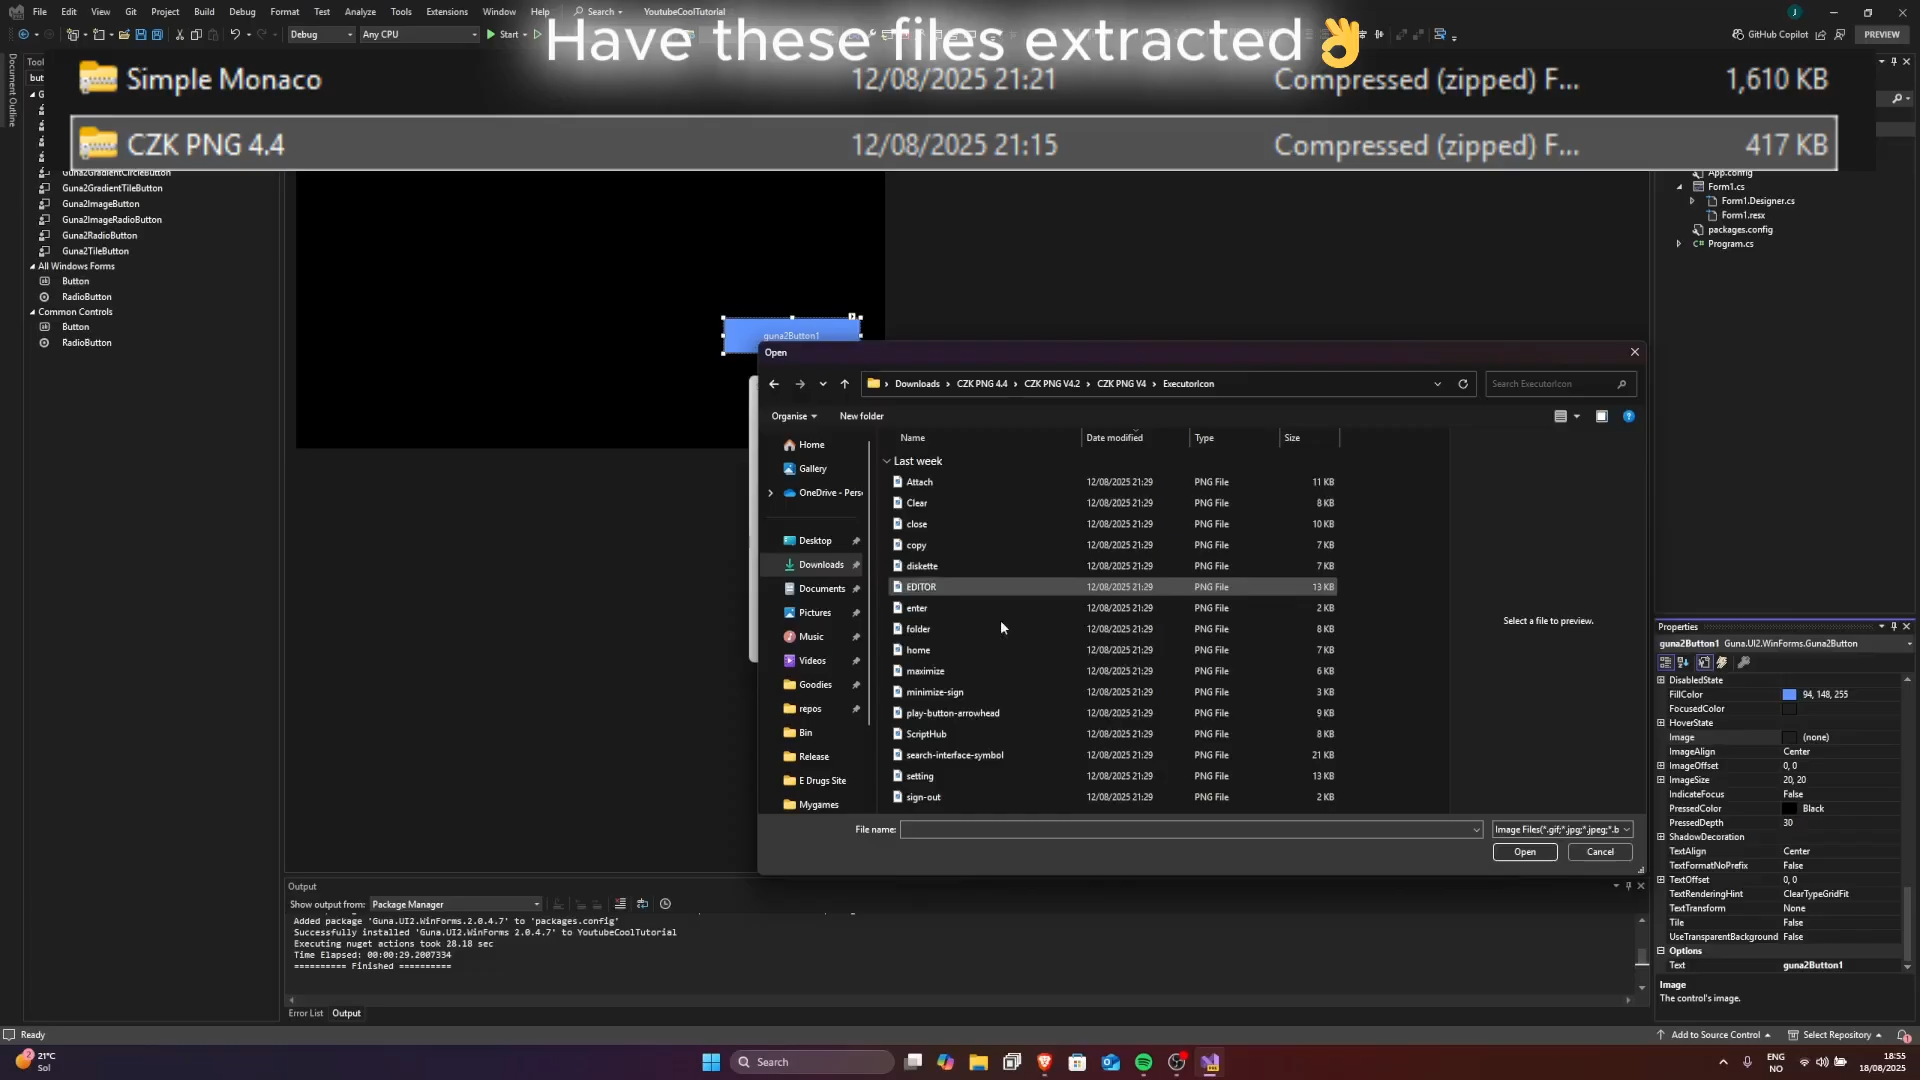 File Edit View Git Project Build Debug Format Test Analyze Tools Extensions Window Help Search YoutubeCoolTutorial
Debug Any CPU Start GitHub Copilot PREVIEW
Have these files extracted👌
Simple Monaco 12/08/2025 21:21 Compressed (zipped) F... 1,610 KB
CZK PNG 4.4 12/08/2025 21:15 Compressed (zipped) F... 417 KB
Document Outline
Tool
but
G
Guna2GradientCircleButton
Guna2GradientTileButton
Guna2ImageButton
Guna2ImageRadioButton
Guna2RadioButton
Guna2TileButton
All Windows Forms
Button
RadioButton
Common Controls
Button
RadioButton
guna2Button1
App.config
Form1.cs
Form1.Designer.cs
Form1.resx
packages.config
Program.cs
Open
Downloads CZK PNG 4.4 CZK PNG V4.2 CZK PNG V4 ExecutorIcon
Search ExecutorIcon
Organise New folder
Home
Gallery
OneDrive - Pers
Desktop
Downloads
Documents
Pictures
Music
Videos
Goodies
repos
Bin
Release
E Drugs Site
Mygames
Name Date modified Type Size
Last week
Attach 12/08/2025 21:29 PNG File 11 KB
Clear 12/08/2025 21:29 PNG File 8 KB
close 12/08/2025 21:29 PNG File 10 KB
copy 12/08/2025 21:29 PNG File 7 KB
diskette 12/08/2025 21:29 PNG File 7 KB
EDITOR 12/08/2025 21:29 PNG File 13 KB
enter 12/08/2025 21:29 PNG File 2 KB
folder 12/08/2025 21:29 PNG File 8 KB
home 12/08/2025 21:29 PNG File 7 KB
maximize 12/08/2025 21:29 PNG File 6 KB
minimize-sign 12/08/2025 21:29 PNG File 3 KB
play-button-arrowhead 12/08/2025 21:29 PNG File 9 KB
ScriptHub 12/08/2025 21:29 PNG File 8 KB
search-interface-symbol 12/08/2025 21:29 PNG File 21 KB
setting 12/08/2025 21:29 PNG File 13 KB
sign-out 12/08/2025 21:29 PNG File 2 KB
Select a file to preview.
File name: Image Files(*.gif;*.jpg;*.jpeg;*.b
Open Cancel
Properties
guna2Button1 Guna.UI2.WinForms.Guna2Button
DisabledState
FillColor 94, 148, 255
FocusedColor
HoverState
Image (none)
ImageAlign Center
ImageOffset 0, 0
ImageSize 20, 20
IndicateFocus False
PressedColor Black
PressedDepth 30
ShadowDecoration
TextAlign Center
TextFormatNoPrefix False
TextOffset 0, 0
TextRenderingHint ClearTypeGridFit
TextTransform None
Tile False
UseTransparentBackground False
Options
Text guna2Button1
Image
The control's image.
Output
Show output from: Package Manager
Added package 'Guna.UI2.WinForms.2.0.4.7' to 'packages.config'
Successfully installed 'Guna.UI2.WinForms 2.0.4.7' to YoutubeCoolTutorial
Executing nuget actions took 28.18 sec
Time Elapsed: 00:00:29.2007334
========== Finished ==========
Error List Output
Ready Add to Source Control Select Repository
21°C
Sol
Search
ENG
NO
18:55
18/08/2025